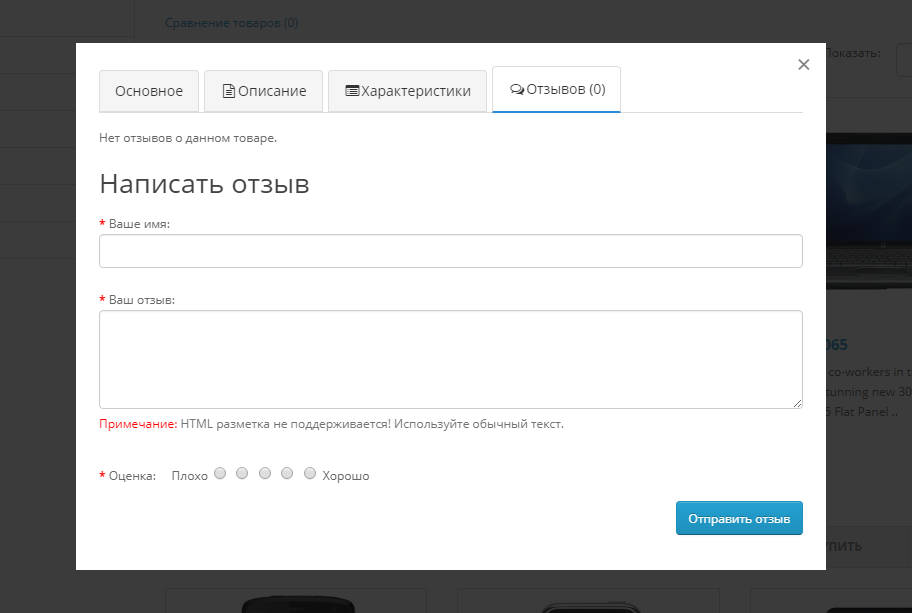 Сравнение товаров (0)
Показать:
Основное
Описание
Характеристики
Отзывов (0)
Нет отзывов о данном товаре.
Написать отзыв
* Ваше имя:
* Ваш отзыв:
065
co-workers in t
tunning new 30
5 Flat Panel ..
Примечание: HTML разметка не поддерживается! Используйте обычный текст.
* Оценка: Плохо Хорошо
Отправить отзыв
УПИТЬ